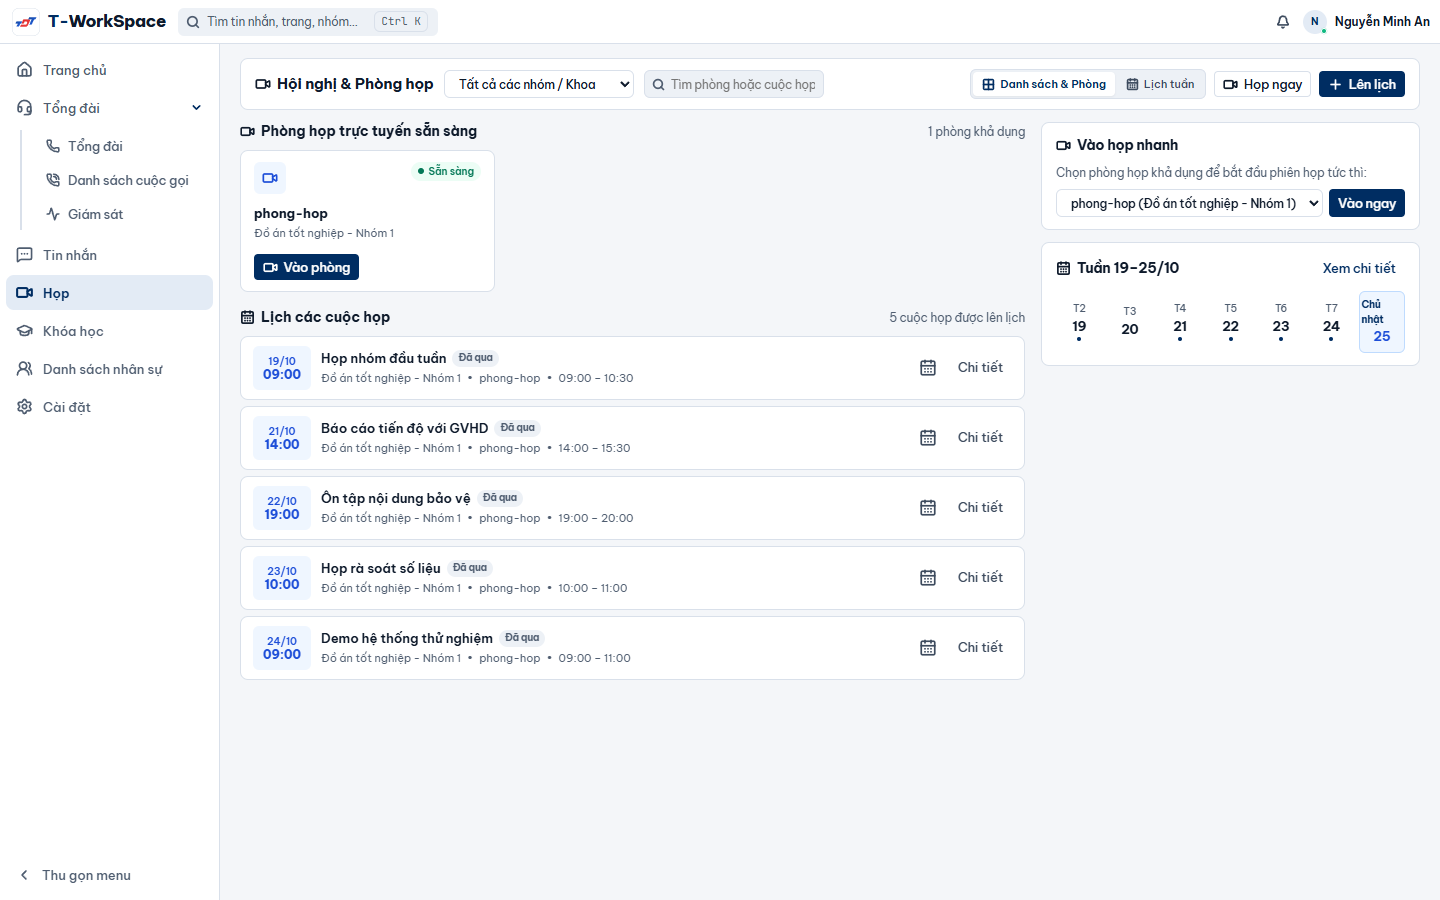 TDT T-WorkSpace
Tìm tin nhắn, trang, nhóm...
Ctrl K
N
Nguyễn Minh An
Trang chủ
Tổng đài
Tổng đài
Danh sách cuộc gọi
Giám sát
Tin nhắn
Họp
Khóa học
Danh sách nhân sự
Cài đặt
Thu gọn menu
Hội nghị & Phòng họp
Tất cả các nhóm / Khoa
Tìm phòng hoặc cuộc họp
Danh sách & Phòng
Lịch tuần
Họp ngay
Lên lịch
Phòng họp trực tuyến sẵn sàng
1 phòng khả dụng
Sẵn sàng
phong-hop
Đồ án tốt nghiệp - Nhóm 1
Vào phòng
Lịch các cuộc họp
5 cuộc họp được lên lịch
19/10
09:00
Họp nhóm đầu tuần Đã qua
Đồ án tốt nghiệp - Nhóm 1 • phong-hop • 09:00 – 10:30
Chi tiết
21/10
14:00
Báo cáo tiến độ với GVHD Đã qua
Đồ án tốt nghiệp - Nhóm 1 • phong-hop • 14:00 – 15:30
Chi tiết
22/10
19:00
Ôn tập nội dung bảo vệ Đã qua
Đồ án tốt nghiệp - Nhóm 1 • phong-hop • 19:00 – 20:00
Chi tiết
23/10
10:00
Họp rà soát số liệu Đã qua
Đồ án tốt nghiệp - Nhóm 1 • phong-hop • 10:00 – 11:00
Chi tiết
24/10
09:00
Demo hệ thống thử nghiệm Đã qua
Đồ án tốt nghiệp - Nhóm 1 • phong-hop • 09:00 – 11:00
Chi tiết
Vào họp nhanh
Chọn phòng họp khả dụng để bắt đầu phiên họp tức thì:
phong-hop (Đồ án tốt nghiệp - Nhóm 1)
Vào ngay
Tuần 19–25/10
Xem chi tiết
T2 T3 T4 T5 T6 T7 Chủ nhật
19 20 21 22 23 24 25